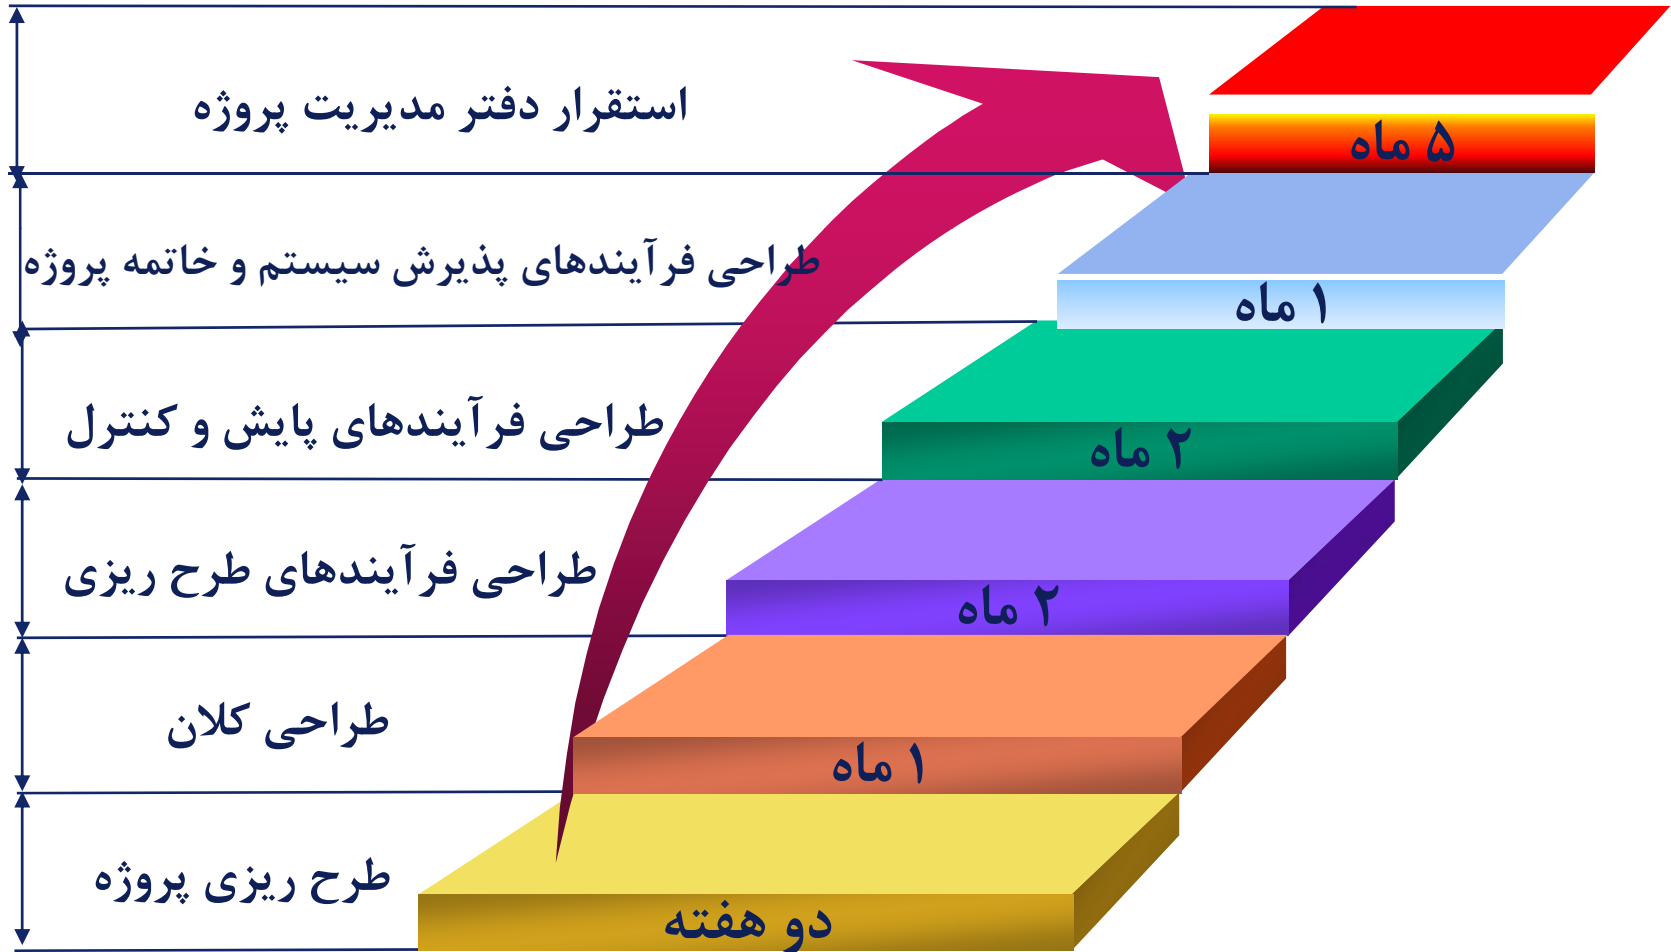 استقرار دفتر مدیریت پروژه
۵ ماه
طراحی فرآیندهای پذیرش سیستم و خاتمه پروژه
۱ ماه
طراحی فرآیندهای پایش و کنترل
۲ ماه
طراحی فرآیندهای طرح ریزی
۲ ماه
طراحی کلان
۱ ماه
طرح ریزی پروژه
دو هفته